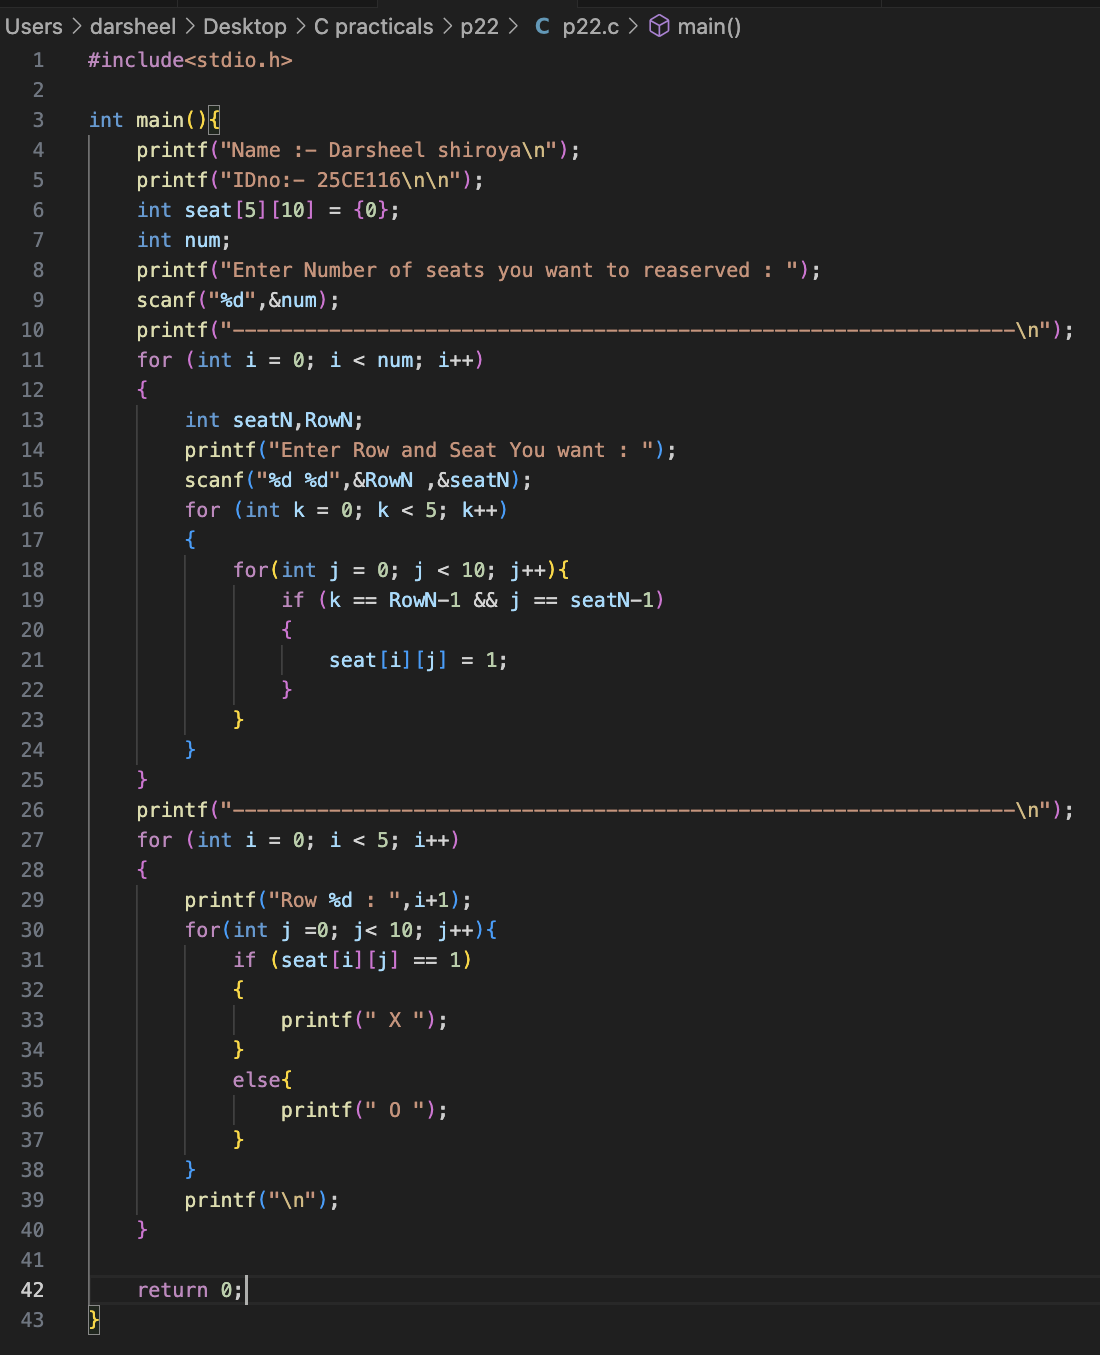 Users > darsheel > Desktop > C practicals > p22 > C p22.c > main()
1 #include<stdio.h>
2
3 int main(){
4     printf("Name :- Darsheel shiroya\n");
5     printf("IDno:- 25CE116\n\n");
6     int seat[5][10] = {0};
7     int num;
8     printf("Enter Number of seats you want to reaserved : ");
9     scanf("%d",&num);
10     printf("-----------------------------------------------------------------\n");
11     for (int i = 0; i < num; i++)
12     {
13         int seatN,RowN;
14         printf("Enter Row and Seat You want : ");
15         scanf("%d %d",&RowN ,&seatN);
16         for (int k = 0; k < 5; k++)
17         {
18             for(int j = 0; j < 10; j++){
19                 if (k == RowN-1 && j == seatN-1)
20                 {
21                     seat[i][j] = 1;
22                 }
23             }
24         }
25     }
26     printf("-----------------------------------------------------------------\n");
27     for (int i = 0; i < 5; i++)
28     {
29         printf("Row %d : ",i+1);
30         for(int j =0; j< 10; j++){
31             if (seat[i][j] == 1)
32             {
33                 printf(" X ");
34             }
35             else{
36                 printf(" O ");
37             }
38         }
39         printf("\n");
40     }
41
42     return 0;
43 }